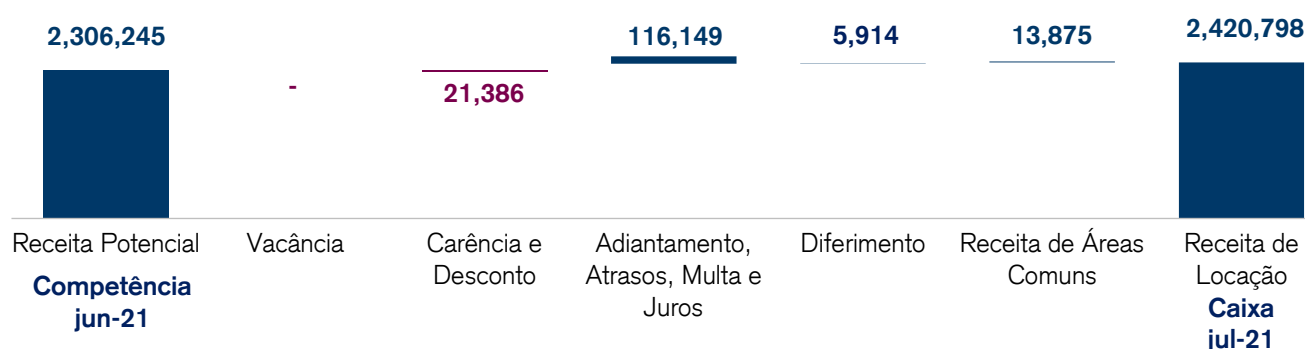 2,306,245
-
21,386
116,149
5,914
13,875
2,420,798
Receita Potencial
Competência
jun-21
Vacância
Carência e
Desconto
Adiantamento,
Atrasos, Multa e
Juros
Diferimento
Receita de Áreas
Comuns
Receita de
Locação
Caixa
jul-21